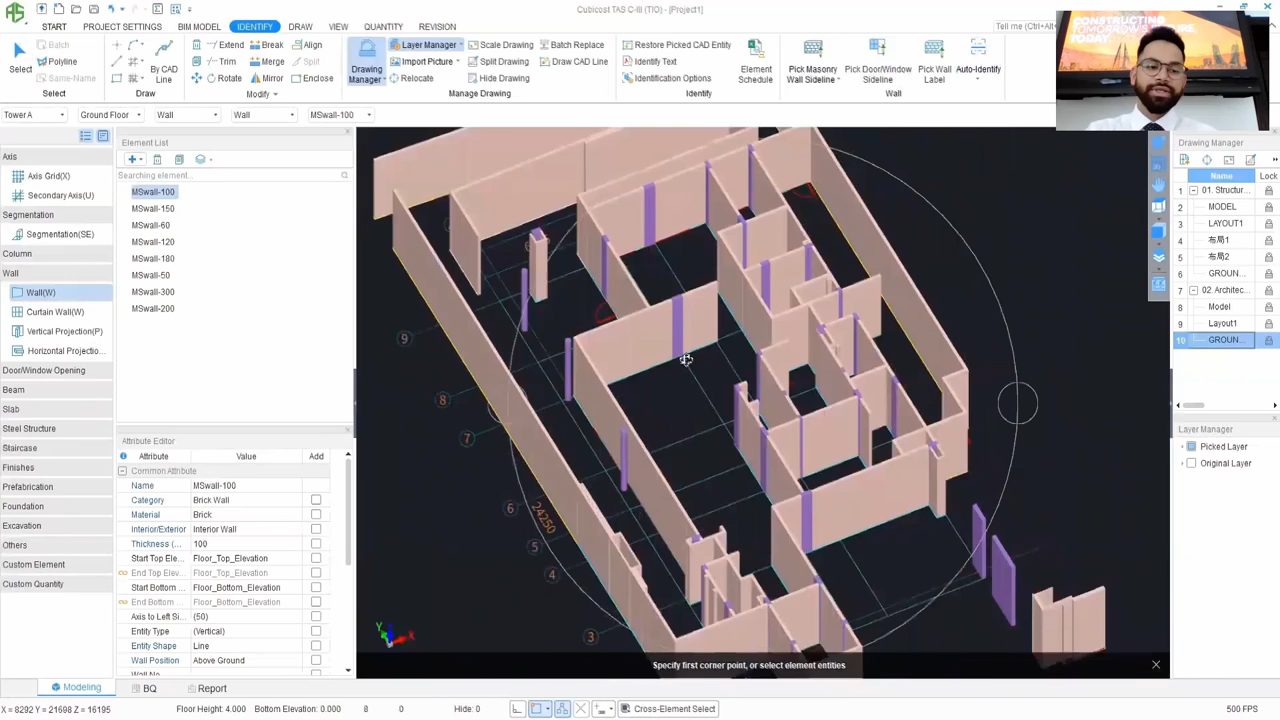 Cubicost TAS C-III (TIO) - [Project1]
START
PROJECT SETTINGS
BIM MODEL
IDENTIFY
DRAW
VIEW
QUANTITY
REVISION
Tell me (Ctrl+Alt+
Select
Batch
Polyline
Same-Name
Select
By CAD Line
Draw
Extend
Break
Align
Trim
Merge
Split
Rotate
Mirror
Enclose
Modify
Drawing Manager
Layer Manager
Scale Drawing
Batch Replace
Import Picture
Split Drawing
Draw CAD Line
Relocate
Hide Drawing
Manage Drawing
Restore Picked CAD Entity
Identify Text
Identification Options
Element Schedule
Identify
Pick Masonry Wall Sideline
Pick Door/Window Sideline
Pick Wall Label
Auto-Identify
Wall
CONSTRUCTING
TOMORROW'S FUTURE,
TODAY.
Tower A
Ground Floor
Wall
Wall
MSwall-100
Axis
Axis Grid(X)
Secondary Axis(U)
Segmentation
Segmentation(SE)
Column
Wall
Wall(W)
Curtain Wall(W)
Vertical Projection(P)
Horizontal Projectio...
Door/Window Opening
Beam
Slab
Steel Structure
Staircase
Finishes
Prefabrication
Foundation
Excavation
Others
Custom Element
Custom Quantity
Element List
Searching element...
MSwall-100
MSwall-150
MSwall-60
MSwall-120
MSwall-180
MSwall-50
MSwall-300
MSwall-200
Attribute Editor
Attribute Value Add
Common Attribute
Name MSwall-100
Category Brick Wall
Material Brick
Interior/Exterior Interior Wall
Thickness (... 100
Start Top Ele... Floor_Top_Elevation
End Top Elev... Floor_Top_Elevation
Start Bottom ... Floor_Bottom_Elevation
End Bottom ... Floor_Bottom_Elevation
Axis to Left Si... (50)
Entity Type (Vertical)
Entity Shape Line
Wall Position Above Ground
9
8
7
6
24250
5
4
3
Y
X
Specify first corner point, or select element entities
Drawing Manager
Name Lock
1 01. Structur...
2 MODEL
3 LAYOUT1
4 布局1
5 布局2
6 GROUN...
7 02. Architec...
8 Model
9 Layout1
10 GROUN...
Layer Manager
Picked Layer
Original Layer
Modeling
BQ
Report
X = 8292 Y = 21698 Z = 16195
Floor Height: 4.000
Bottom Elevation: 0.000
8
0
Hide: 0
Cross-Element Select
500 FPS